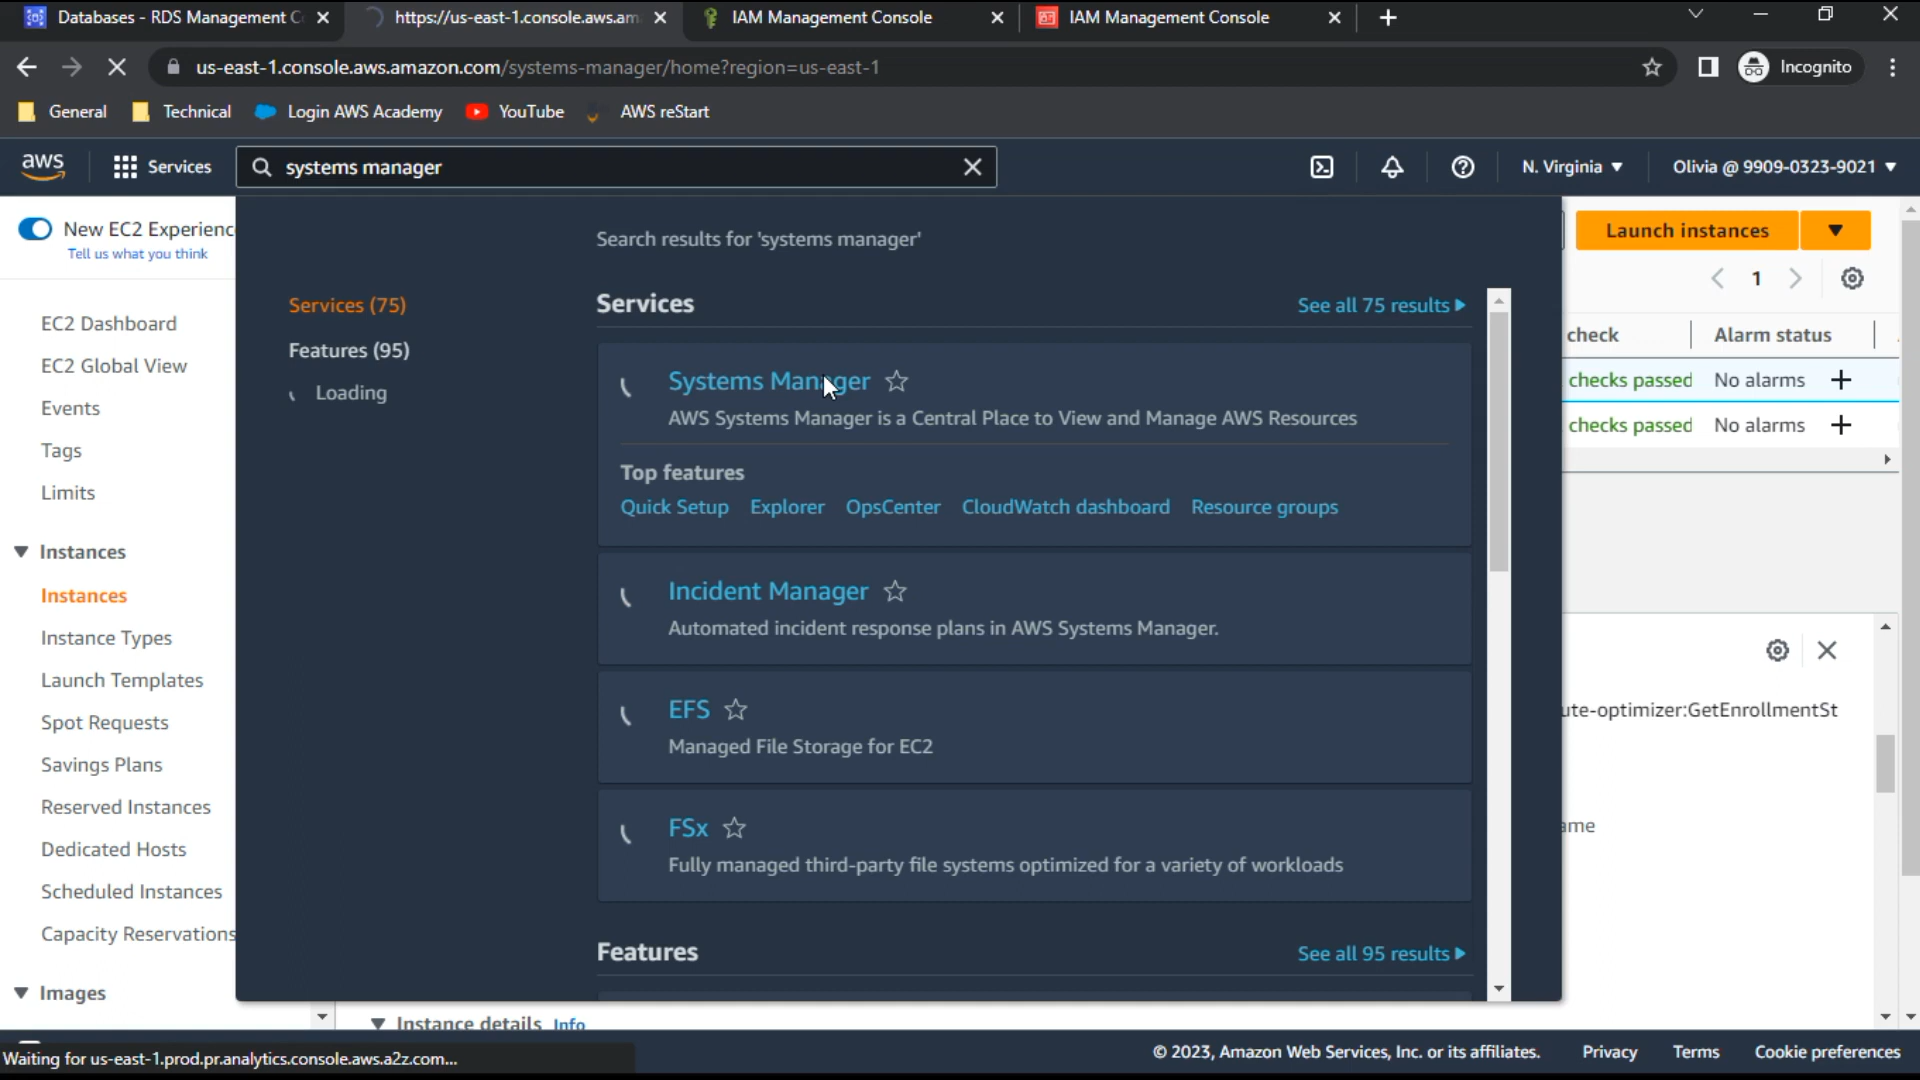 Databases - RDS Management C
https://us-east-1.console.aws.am
IAM Management Console
IAM Management Console
us-east-1.console.aws.amazon.com/systems-manager/home?region=us-east-1
Incognito
General
Technical
Login AWS Academy
YouTube
AWS reStart
aws
Services
systems manager
N. Virginia
Olivia @ 9909-0323-9021
New EC2 Experienc
Tell us what you think
EC2 Dashboard
EC2 Global View
Events
Tags
Limits
Instances
Instances
Instance Types
Launch Templates
Spot Requests
Savings Plans
Reserved Instances
Dedicated Hosts
Scheduled Instances
Capacity Reservations
Images
Search results for 'systems manager'
Services (75)
Features (95)
Loading
Services
See all 75 results
Systems Manager
AWS Systems Manager is a Central Place to View and Manage AWS Resources
Top features
Quick Setup Explorer OpsCenter CloudWatch dashboard Resource groups
Incident Manager
Automated incident response plans in AWS Systems Manager.
EFS
Managed File Storage for EC2
FSx
Fully managed third-party file systems optimized for a variety of workloads
Features
See all 95 results
Launch instances
1
check
Alarm status
checks passed No alarms
checks passed No alarms
ute-optimizer:GetEnrollmentSt
ame
Instance details Info
Waiting for us-east-1.prod.pr.analytics.console.aws.a2z.com...
© 2023, Amazon Web Services, Inc. or its affiliates.
Privacy
Terms
Cookie preferences